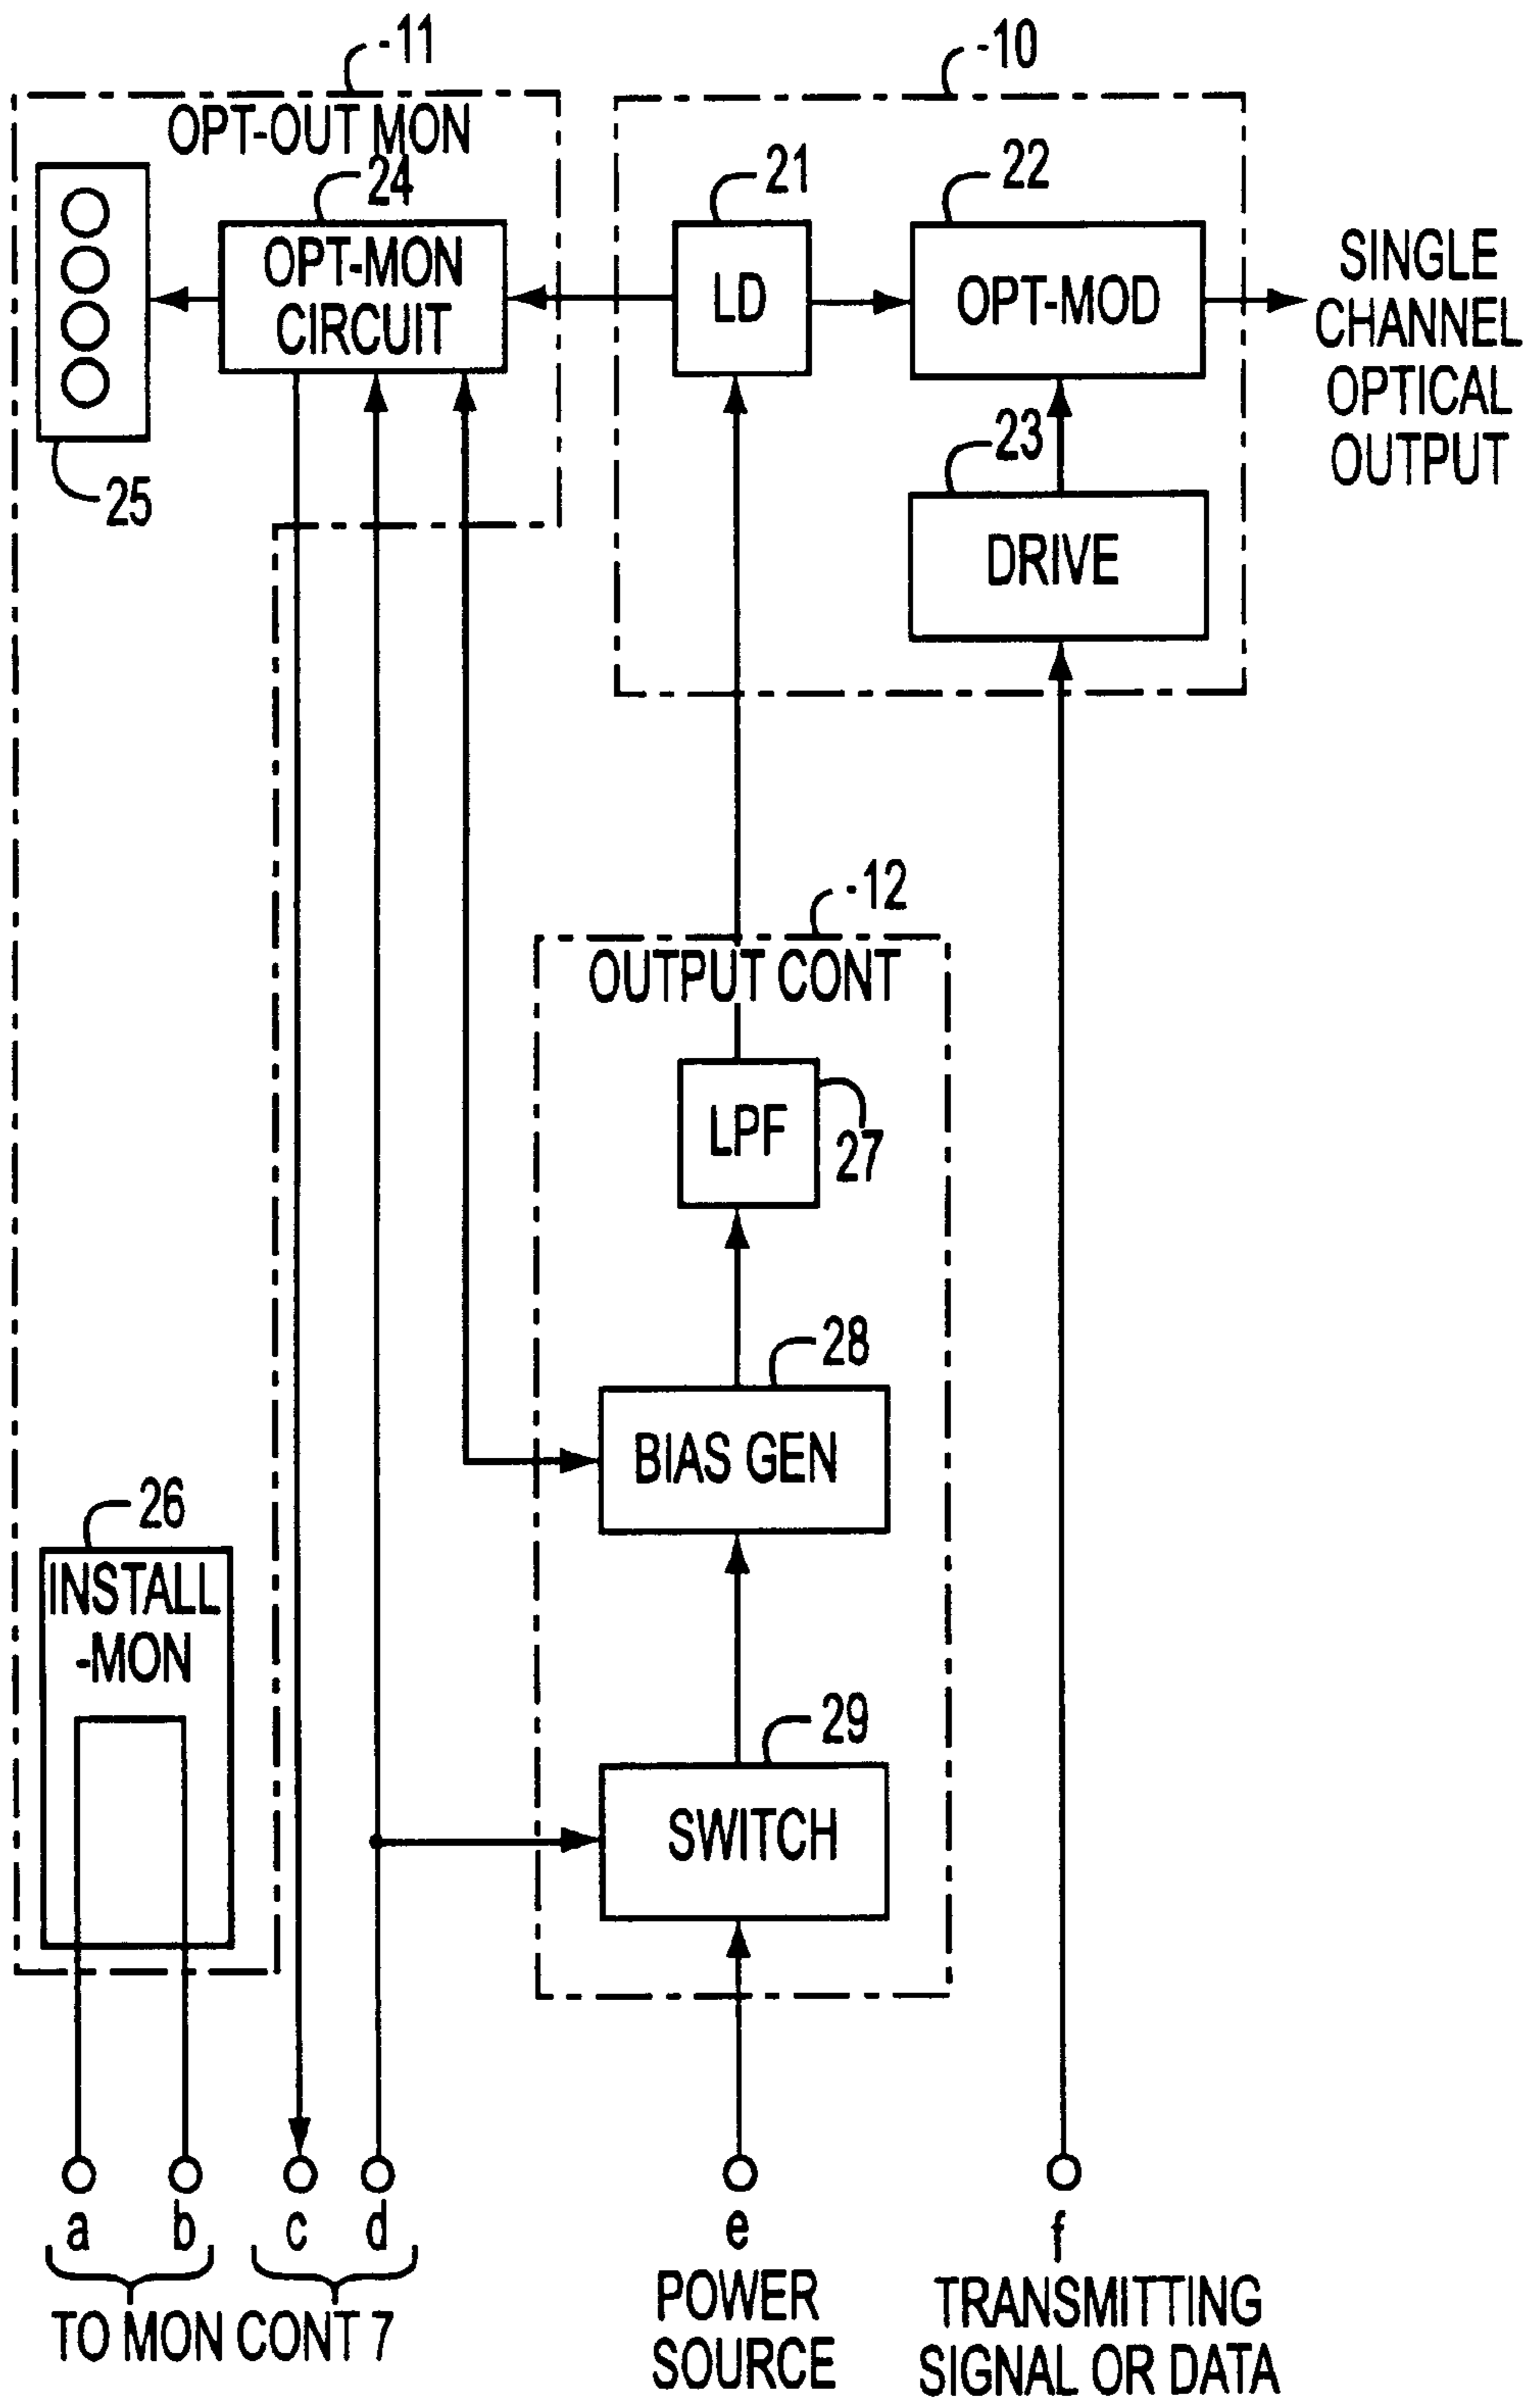 -11
-10
OPT-OUT MON
24
21
22
OPT-MON
CIRCUIT
LD
OPT-MOD
SINGLE
CHANNEL
OPTICAL
OUTPUT
25
23
DRIVE
-12
OUTPUT CONT
LPF
27
28
BIAS GEN
26
INSTALL
-MON
29
SWITCH
a b c d e f
TO MON CONT 7
POWER
SOURCE
TRANSMITTING
SIGNAL OR DATA